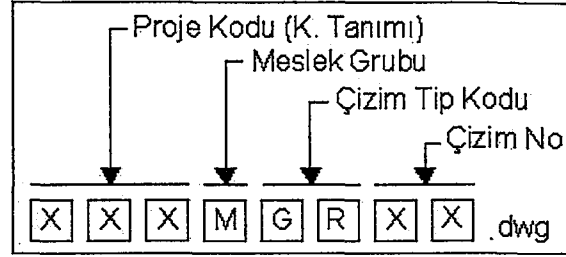 Proje Kodu (K. Tanımı)
Meslek Grubu
Çizim Tip Kodu
Çizim No
X X X M G R X X .dwg